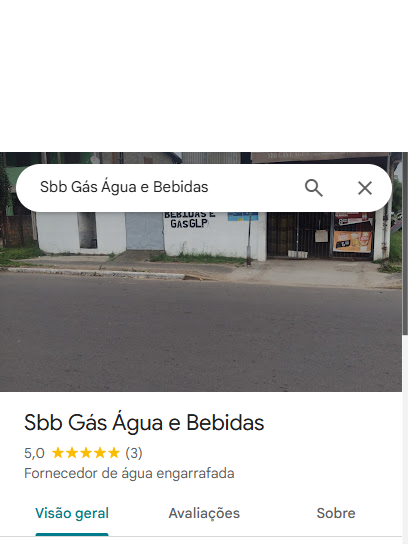 Sbb Gás Água e Bebidas
BEBIDAS E
GASGLP
Sbb Gás Água e Bebidas
5,0 (3)
Fornecedor de água engarrafada
Visão geral Avaliações Sobre